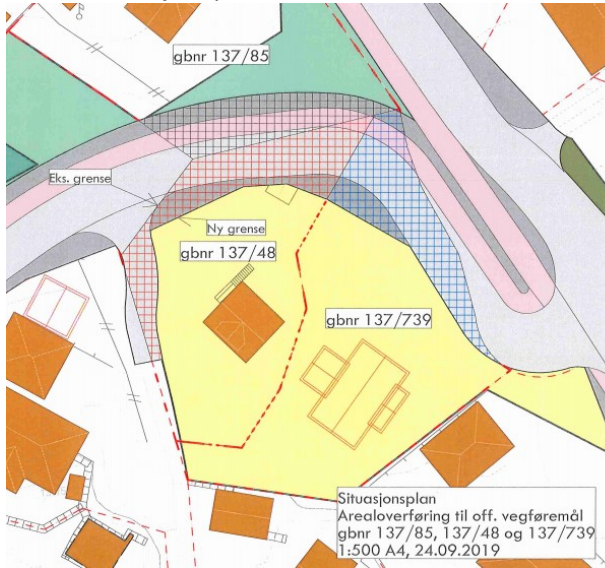 gbnr 137/85
Eks. grense
Ny grense
gbnr 137/48
gbnr 137/739
Situasjonsplan
Arealoverføring til off. vegføremål
gbnr 137/85, 137/48 og 137/739
1:500 A4, 24.09.2019